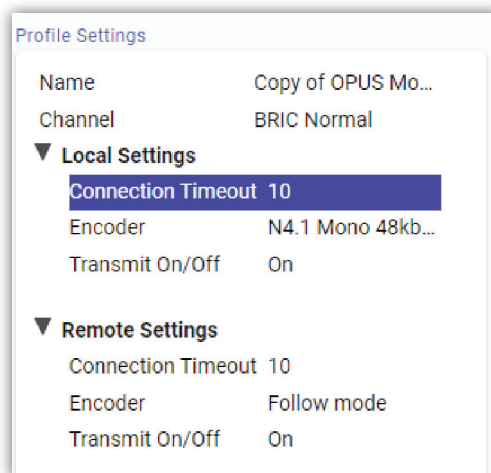 Profile Settings
Name Copy of OPUS Mo...
Channel BRIC Normal
Local Settings
Connection Timeout 10
Encoder N4.1 Mono 48kb...
Transmit On/Off On
Remote Settings
Connection Timeout 10
Encoder Follow mode
Transmit On/Off On